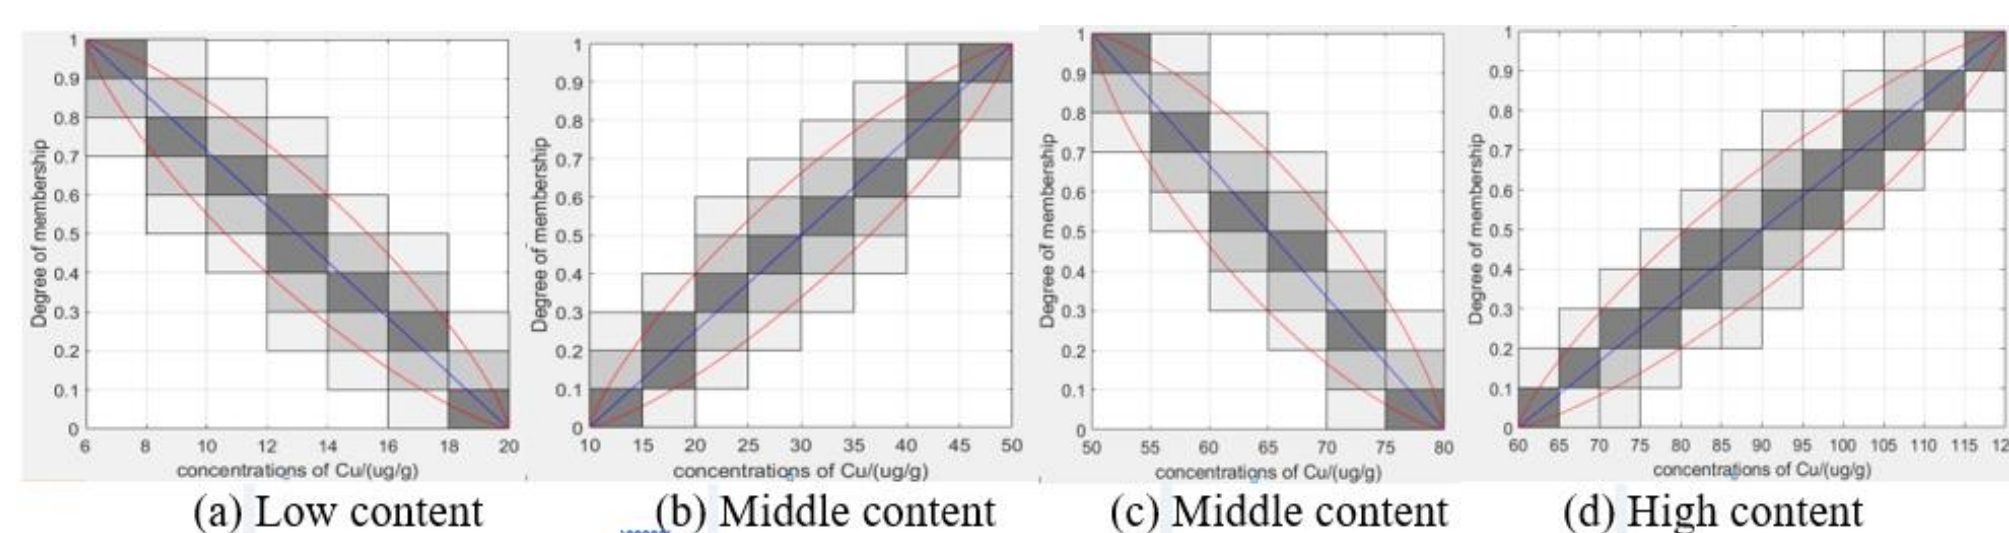 1
0.9
0.8
0.7
0.6
0.5
0.4
0.3
0.2
0.1
0
Degree of membership
6 8 10 12 14 16 18 20
concentrations of Cu/(ug/g)
(a) Low content
1
0.9
0.8
0.7
0.6
0.5
0.4
0.3
0.2
0.1
0
Degree of membership
10 15 20 25 30 35 40 45 50
concentrations of Cu/(ug/g)
(b) Middle content
1
0.9
0.8
0.7
0.6
0.5
0.4
0.3
0.2
0.1
0
Degree of membership
50 55 60 65 70 75 80
concentrations of Cu/(ug/g)
(c) Middle content
1
0.9
0.8
0.7
0.6
0.5
0.4
0.3
0.2
0.1
0
Degree of membership
60 65 70 75 80 85 90 95 100 105 110 115 12
concentrations of Cu/(ug/g)
(d) High content